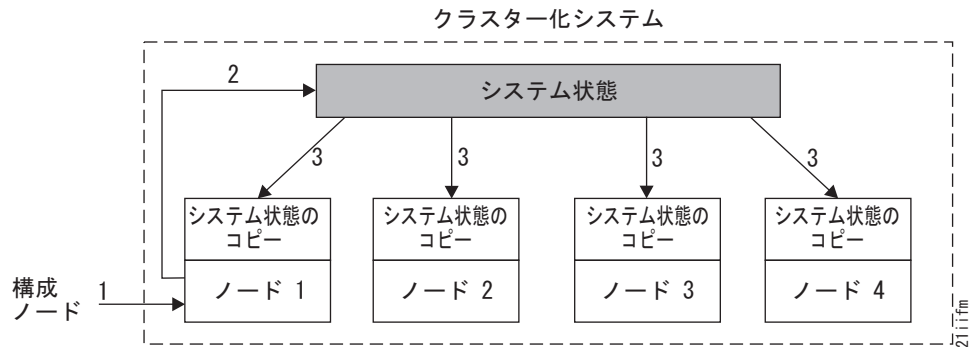 クラスター化システム
2
システム状態
3
3
3
3
システム状態の
コピー
システム状態の
コピー
システム状態の
コピー
システム状態の
コピー
構成
ノード
1
ノード 1
ノード 2
ノード 3
ノード 4
21iifm